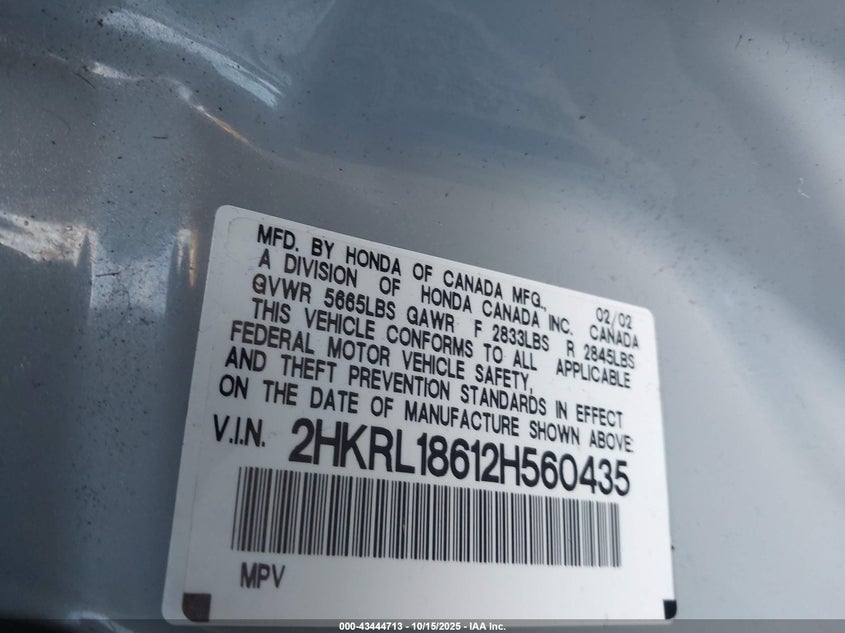 MFD. BY HONDA OF CANADA MFG., 02/02
A DIVISION OF HONDA CANADA INC. CANADA
GVWR 5665LBS GAWR F 2833LBS R 2845LBS
THIS VEHICLE CONFORMS TO ALL APPLICABLE
FEDERAL MOTOR VEHICLE SAFETY,
AND THEFT PREVENTION STANDARDS IN EFFECT
ON THE DATE OF MANUFACTURE SHOWN ABOVE.
V.I.N. 2HKRL18612H560435
MPV
000-43444713 - 10/15/2025 - IAA Inc.